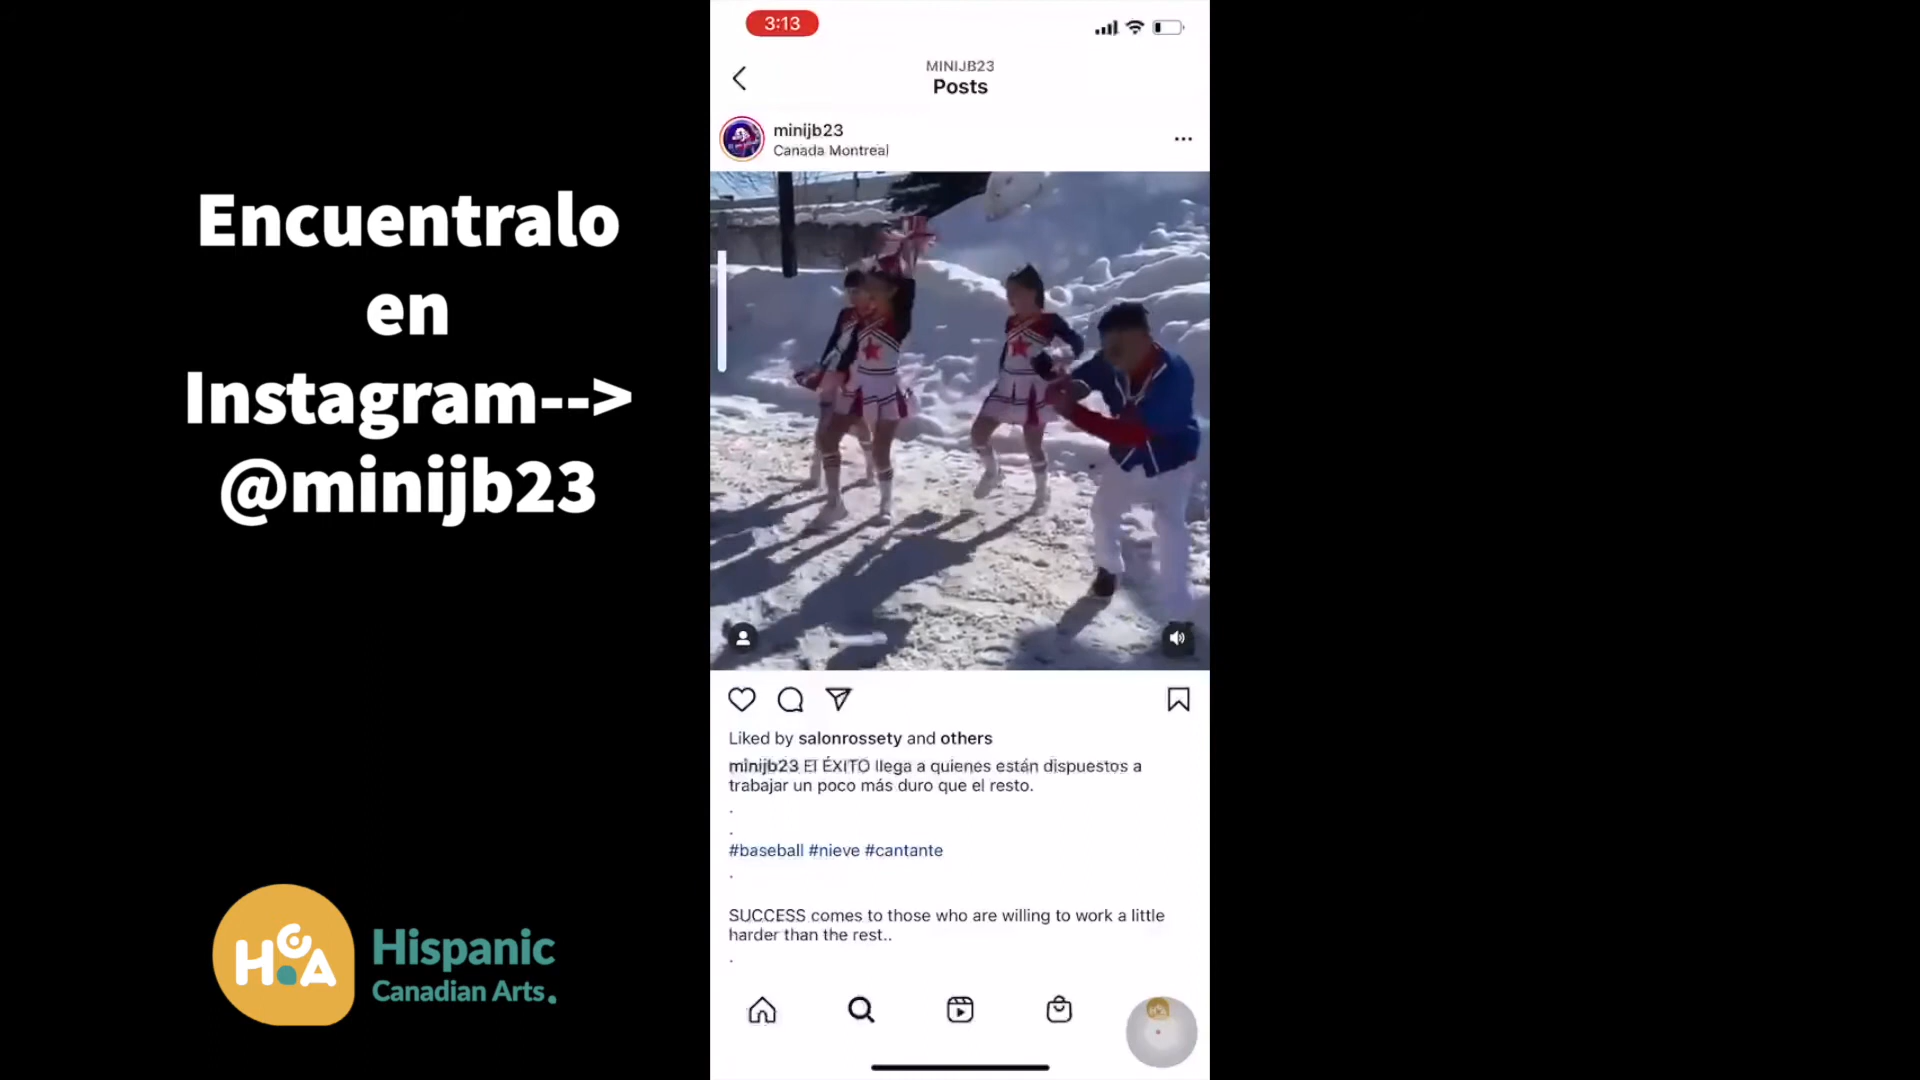 Encuentralo
en
Instagram-->
@minijb23
HCA
Hispanic
Canadian Arts.
3:13
MINIJB23
Posts
minijb23
Canada Montreal
Liked by salonrossety and others
minijb23 El ÉXITO llega a quienes están dispuestos a
trabajar un poco más duro que el resto.
.
.
#baseball #nieve #cantante
.
SUCCESS comes to those who are willing to work a little
harder than the rest..
.